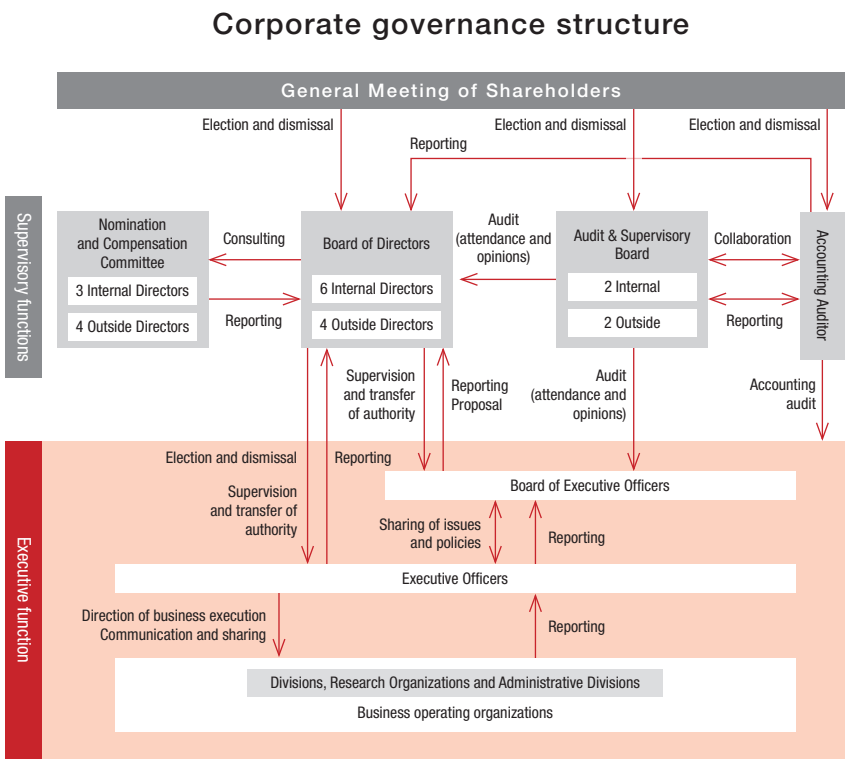 Corporate governance structure
General Meeting of Shareholders
Election and dismissal
Election and dismissal
Election and dismissal
Reporting
Supervisory functions
Nomination
and Compensation
Committee
3 Internal Directors
4 Outside Directors
Consulting
Reporting
Board of Directors
6 Internal Directors
4 Outside Directors
Audit
(attendance and
opinions)
Audit & Supervisory
Board
2 Internal
2 Outside
Collaboration
Reporting
Accounting Auditor
Supervision
and transfer
of authority
Reporting
Proposal
Audit
(attendance and
opinions)
Accounting
audit
Executive function
Election and dismissal
Supervision
and transfer of
authority
Reporting
Board of Executive Officers
Sharing of issues
and policies
Reporting
Executive Officers
Direction of business execution
Communication and sharing
Reporting
Divisions, Research Organizations and Administrative Divisions
Business operating organizations